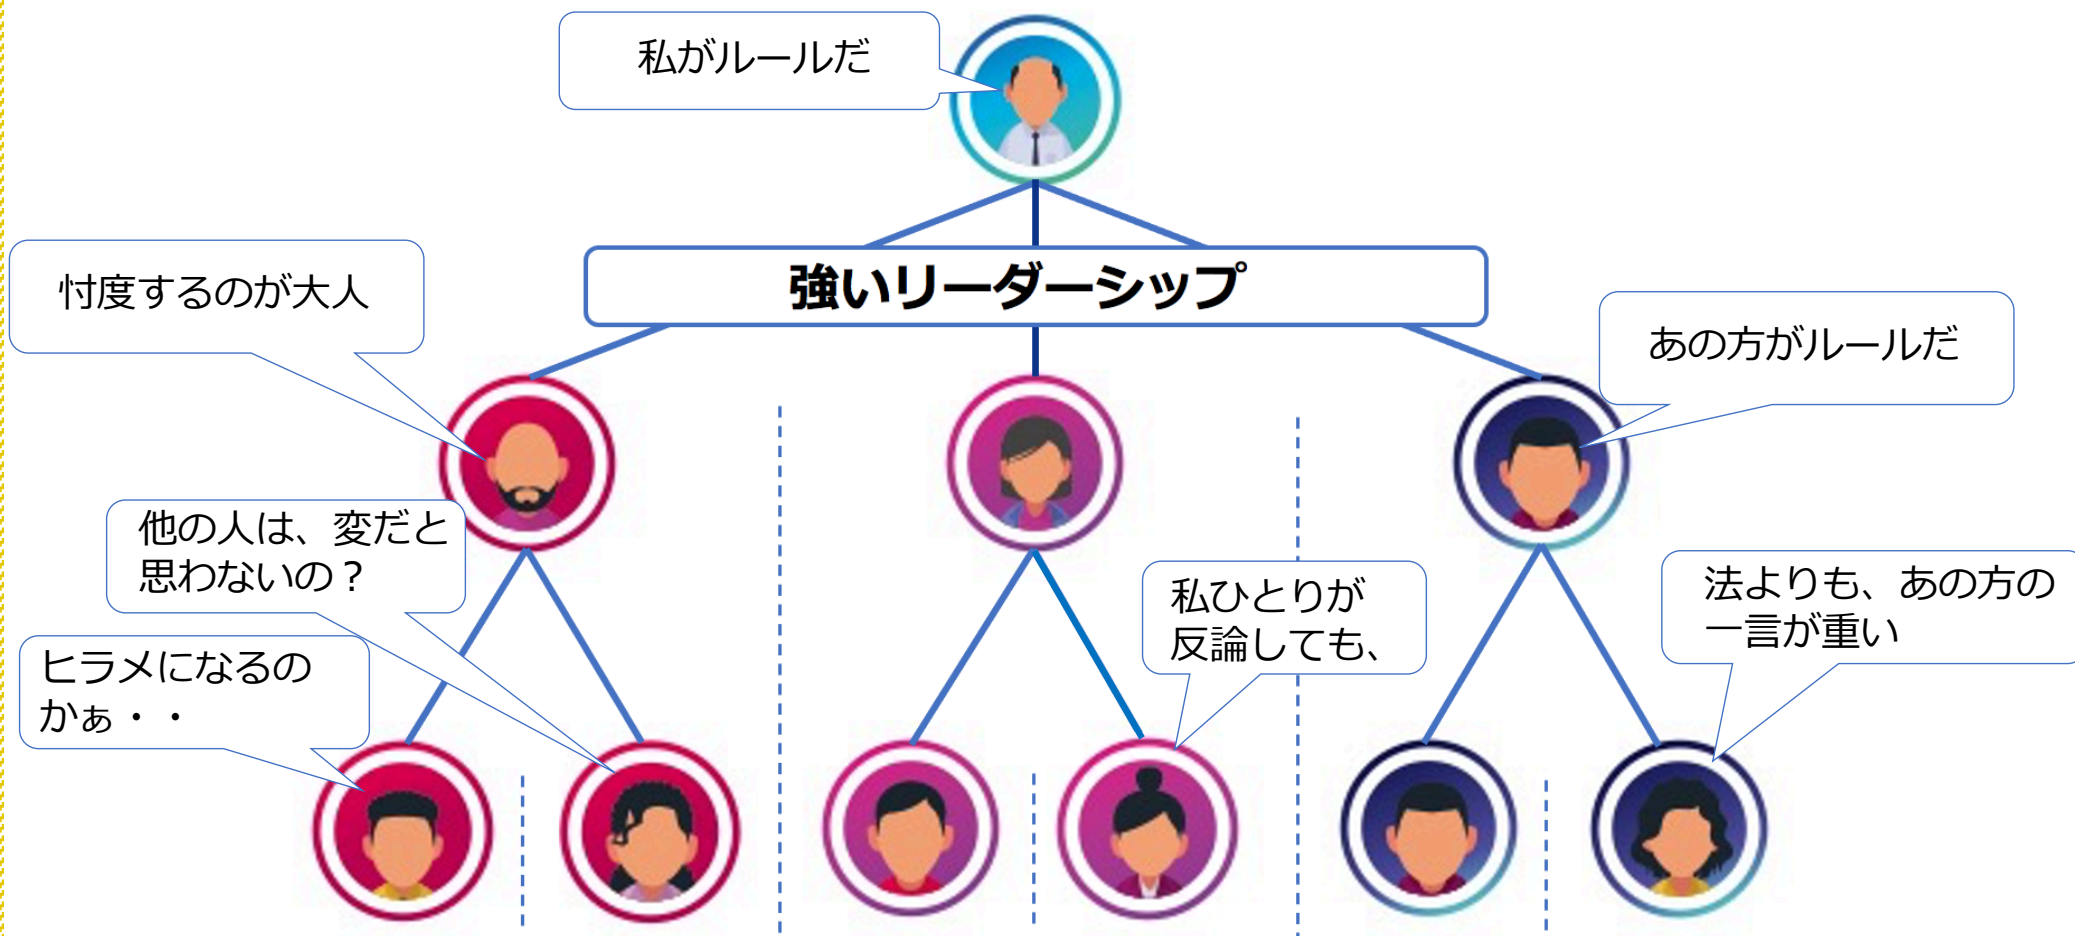 私がルールだ
強いリーダーシップ
忖度するのが大人
あの方がルールだ
他の人は、変だと
思わないの？
ヒラメになるの
かぁ・・
私ひとりが
反論しても、
法よりも、あの方の
一言が重い